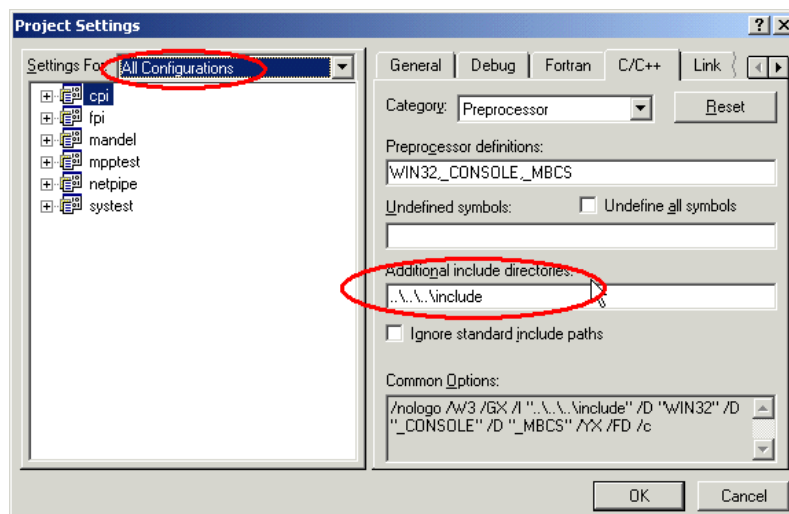 Project Settings
Settings For: All Configurations
cpi
fpi
mandel
mpptest
netpipe
systest
General Debug Fortran C/C++ Link
Category: Preprocessor Reset
Preprocessor definitions:
WIN32,_CONSOLE,_MBCS
Undefined symbols: Undefine all symbols
Additional include directories:
..\..\..\include
Ignore standard include paths
Common Options:
/nologo /W3 /GX /I "..\..\..\include" /D "WIN32" /D
"_CONSOLE" /D "_MBCS" /YX /FD /c
OK Cancel